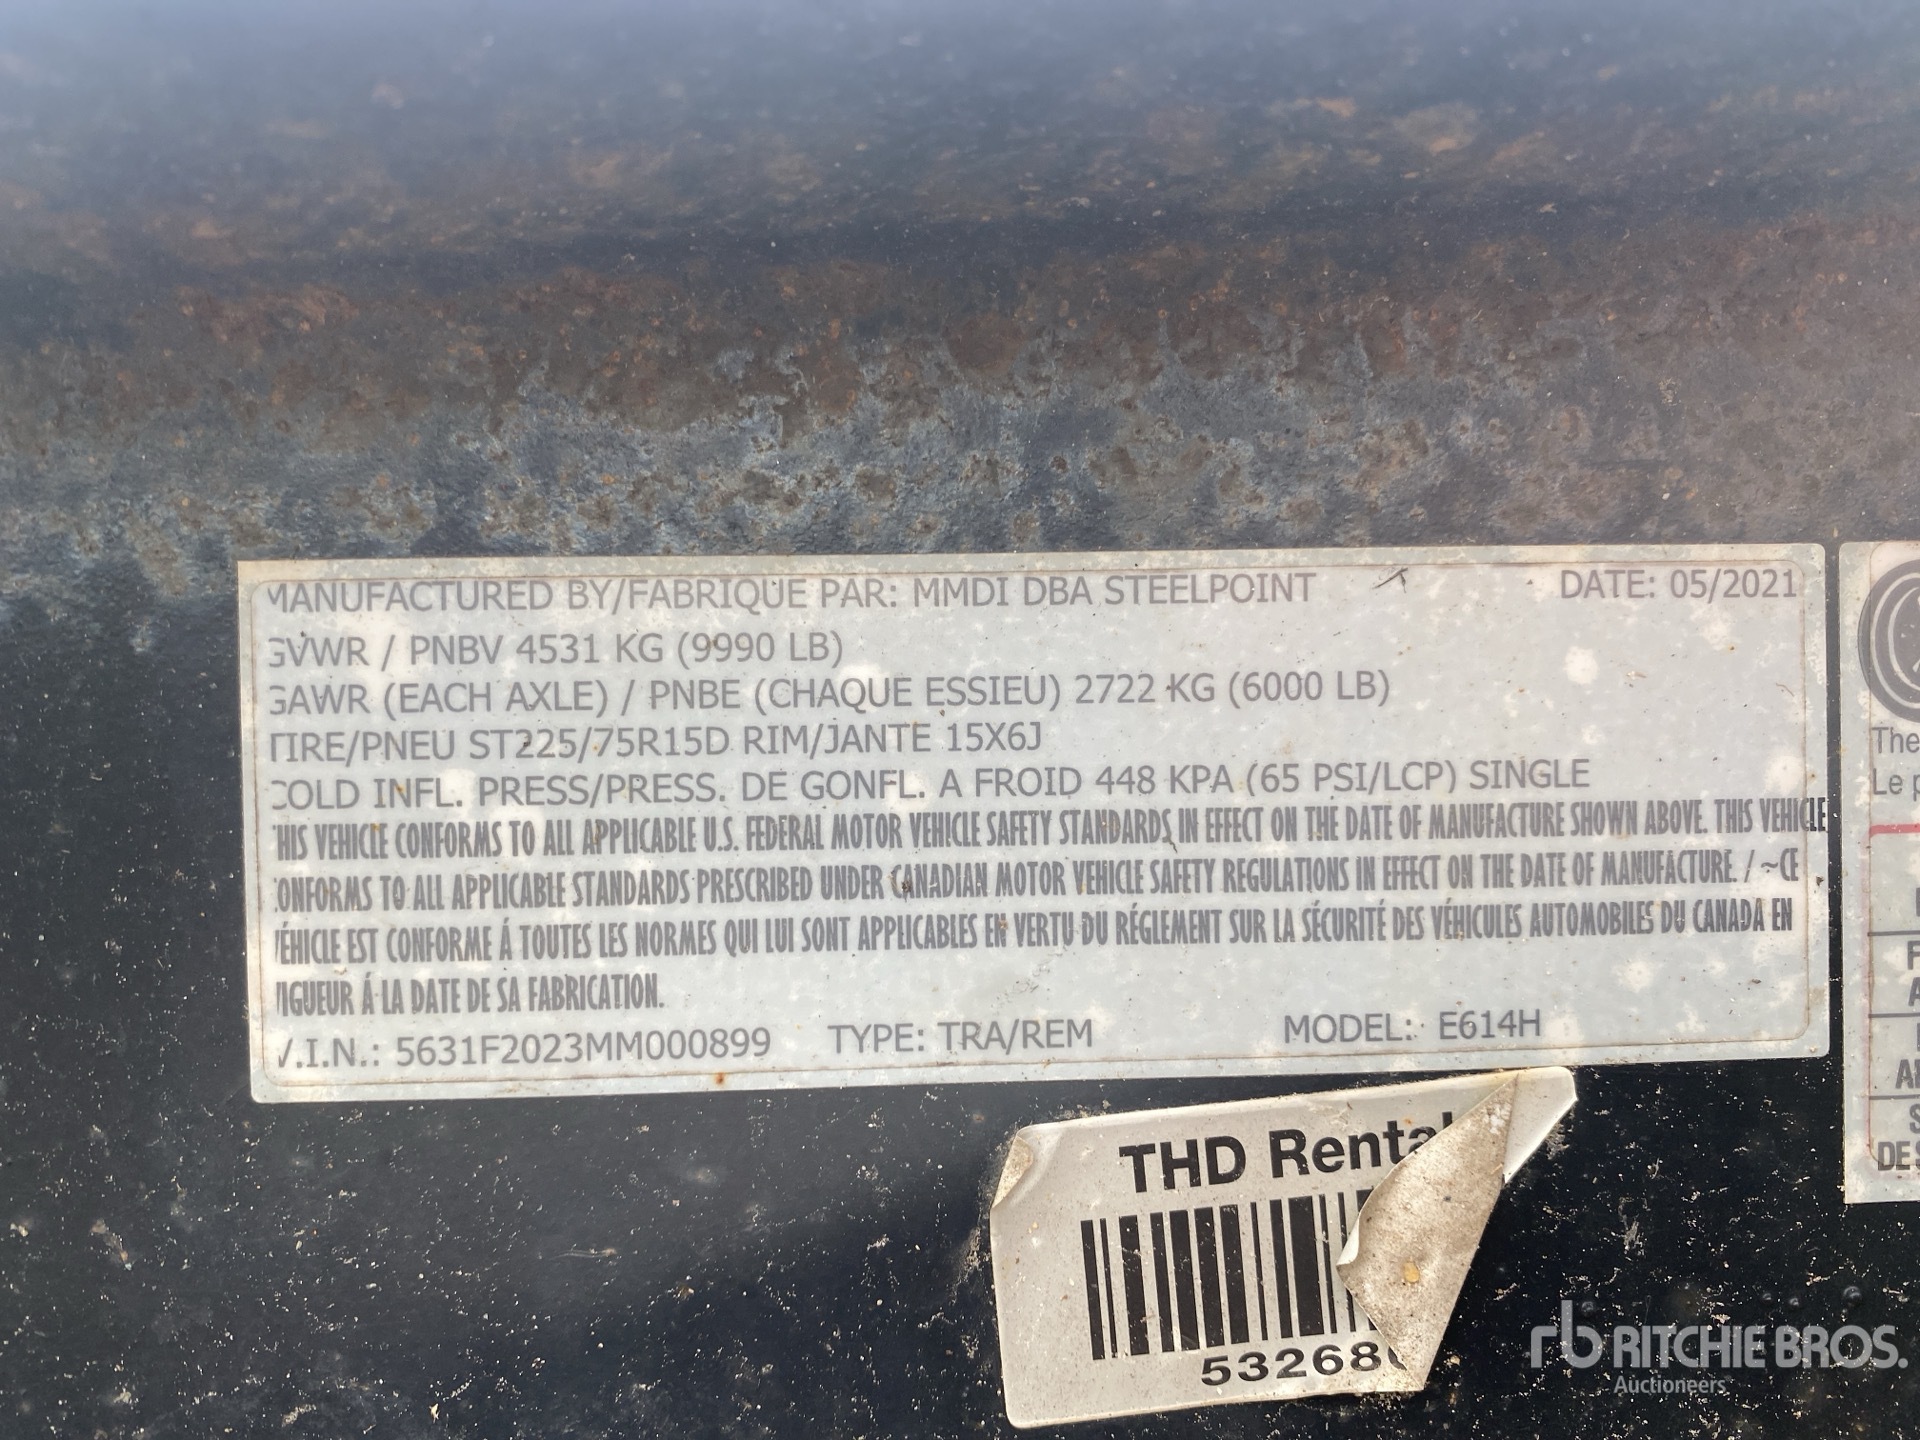 MANUFACTURED BY/FABRIQUE PAR: MMDI DBA STEELPOINT DATE: 05/2021
GVWR / PNBV 4531 KG (9990 LB)
GAWR (EACH AXLE) / PNBE (CHAQUE ESSIEU) 2722 KG (6000 LB)
TIRE/PNEU ST225/75R15D RIM/JANTE 15X6J
COLD INFL. PRESS/PRESS. DE GONFL. A FROID 448 KPA (65 PSI/LCP) SINGLE
THIS VEHICLE CONFORMS TO ALL APPLICABLE U.S. FEDERAL MOTOR VEHICLE SAFETY STANDARDS IN EFFECT ON THE DATE OF MANUFACTURE SHOWN ABOVE. THIS VEHICLE
CONFORMS TO ALL APPLICABLE STANDARDS PRESCRIBED UNDER CANADIAN MOTOR VEHICLE SAFETY REGULATIONS IN EFFECT ON THE DATE OF MANUFACTURE. / ~CE
VÉHICLE EST CONFORME Á TOUTES LES NORMES QUI LUI SONT APPLICABLES EN VERTU DU RÉGLEMENT SUR LA SÉCURITÉ DES VÉHICULES AUTOMOBILES DU CANADA EN
VIGUEUR Á LA DATE DE SA FABRICATION.
V.I.N.: 5631F2023MM000899 TYPE: TRA/REM MODEL: E614H
The
Le
DE
THD Rental
53268
rb RITCHIE BROS.
Auctioneers